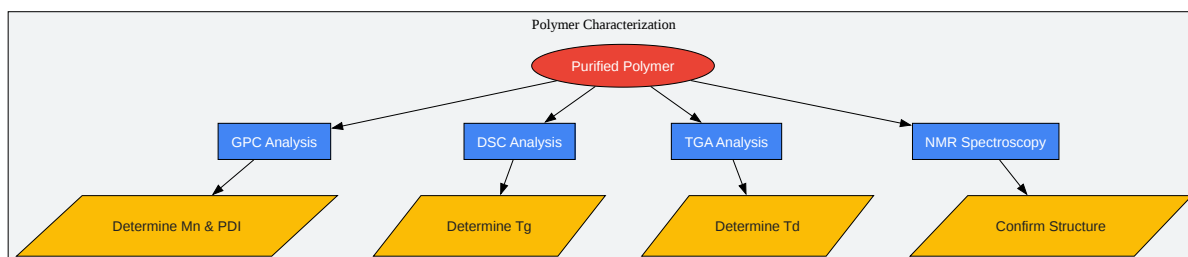 Polymer Characterization
Purified Polymer
GPC Analysis
DSC Analysis
TGA Analysis
NMR Spectroscopy
Determine Mn & PDI
Determine Tg
Determine Td
Confirm Structure